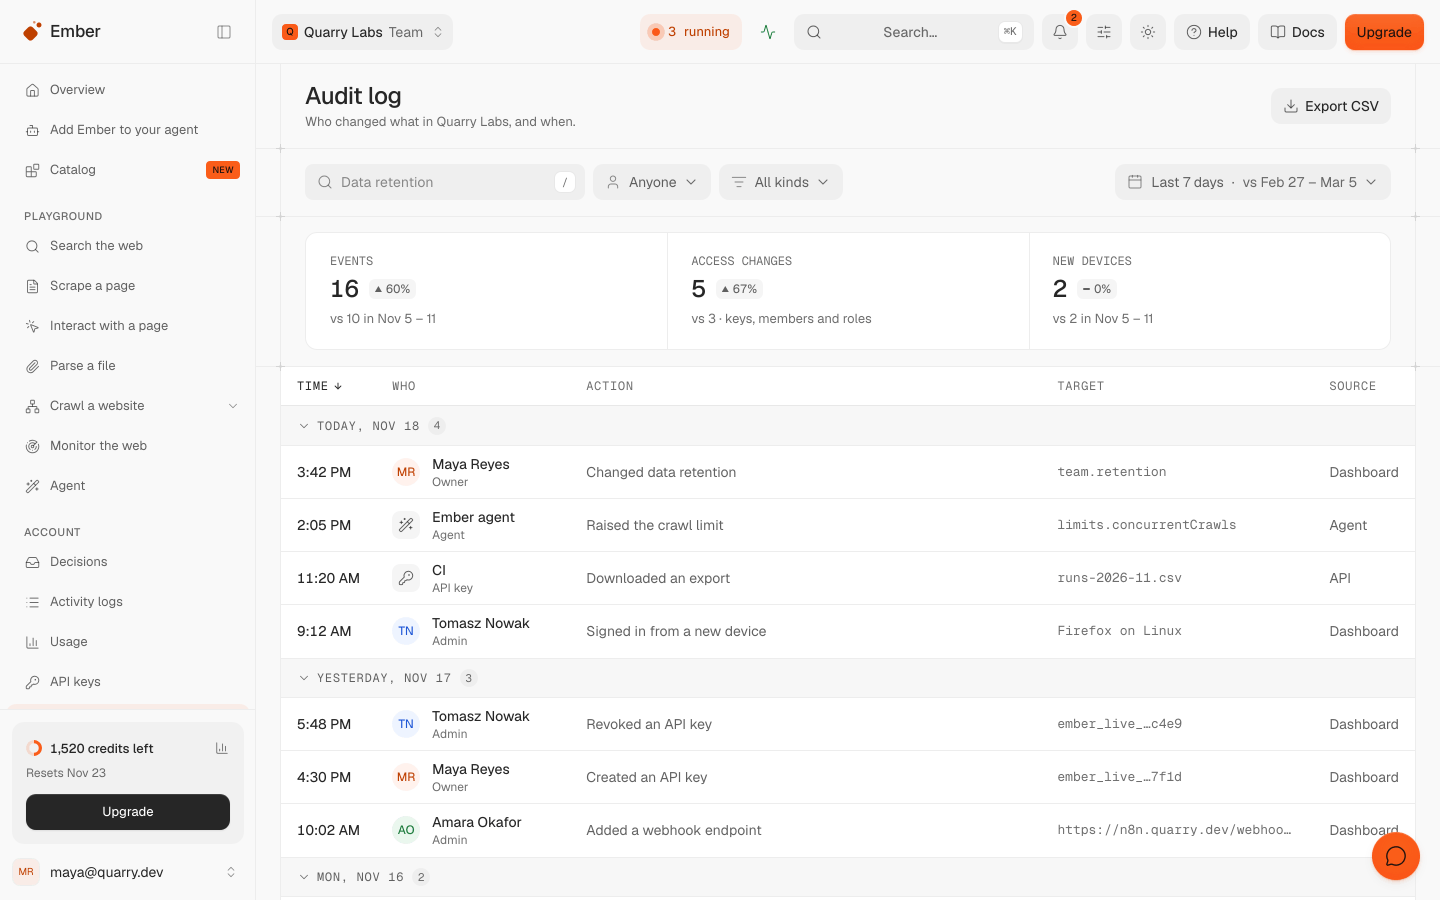 Ember
Quarry Labs Team
3 running
Search...
⌘K
2
Help
Docs
Upgrade
Overview
Add Ember to your agent
Catalog
NEW
PLAYGROUND
Search the web
Scrape a page
Interact with a page
Parse a file
Crawl a website
Monitor the web
Agent
ACCOUNT
Decisions
Activity logs
Usage
API keys
1,520 credits left
Resets Nov 23
Upgrade
MR
maya@quarry.dev
Audit log
Who changed what in Quarry Labs, and when.
Export CSV
Data retention
/
Anyone
All kinds
Last 7 days · vs Feb 27 – Mar 5
EVENTS
16 ▲ 60%
vs 10 in Nov 5 – 11
ACCESS CHANGES
5 ▲ 67%
vs 3 · keys, members and roles
NEW DEVICES
2 – 0%
vs 2 in Nov 5 – 11
TIME ↓ WHO ACTION TARGET SOURCE
TODAY, NOV 18 4
3:42 PM MR Maya Reyes Changed data retention team.retention Dashboard
Owner
2:05 PM Ember agent Raised the crawl limit limits.concurrentCrawls Agent
Agent
11:20 AM CI Downloaded an export runs-2026-11.csv API
API key
9:12 AM TN Tomasz Nowak Signed in from a new device Firefox on Linux Dashboard
Admin
YESTERDAY, NOV 17 3
5:48 PM TN Tomasz Nowak Revoked an API key ember_live_…c4e9 Dashboard
Admin
4:30 PM MR Maya Reyes Created an API key ember_live_…7f1d Dashboard
Owner
10:02 AM AO Amara Okafor Added a webhook endpoint https://n8n.quarry.dev/webhoo… Dashboard
Admin
MON, NOV 16 2